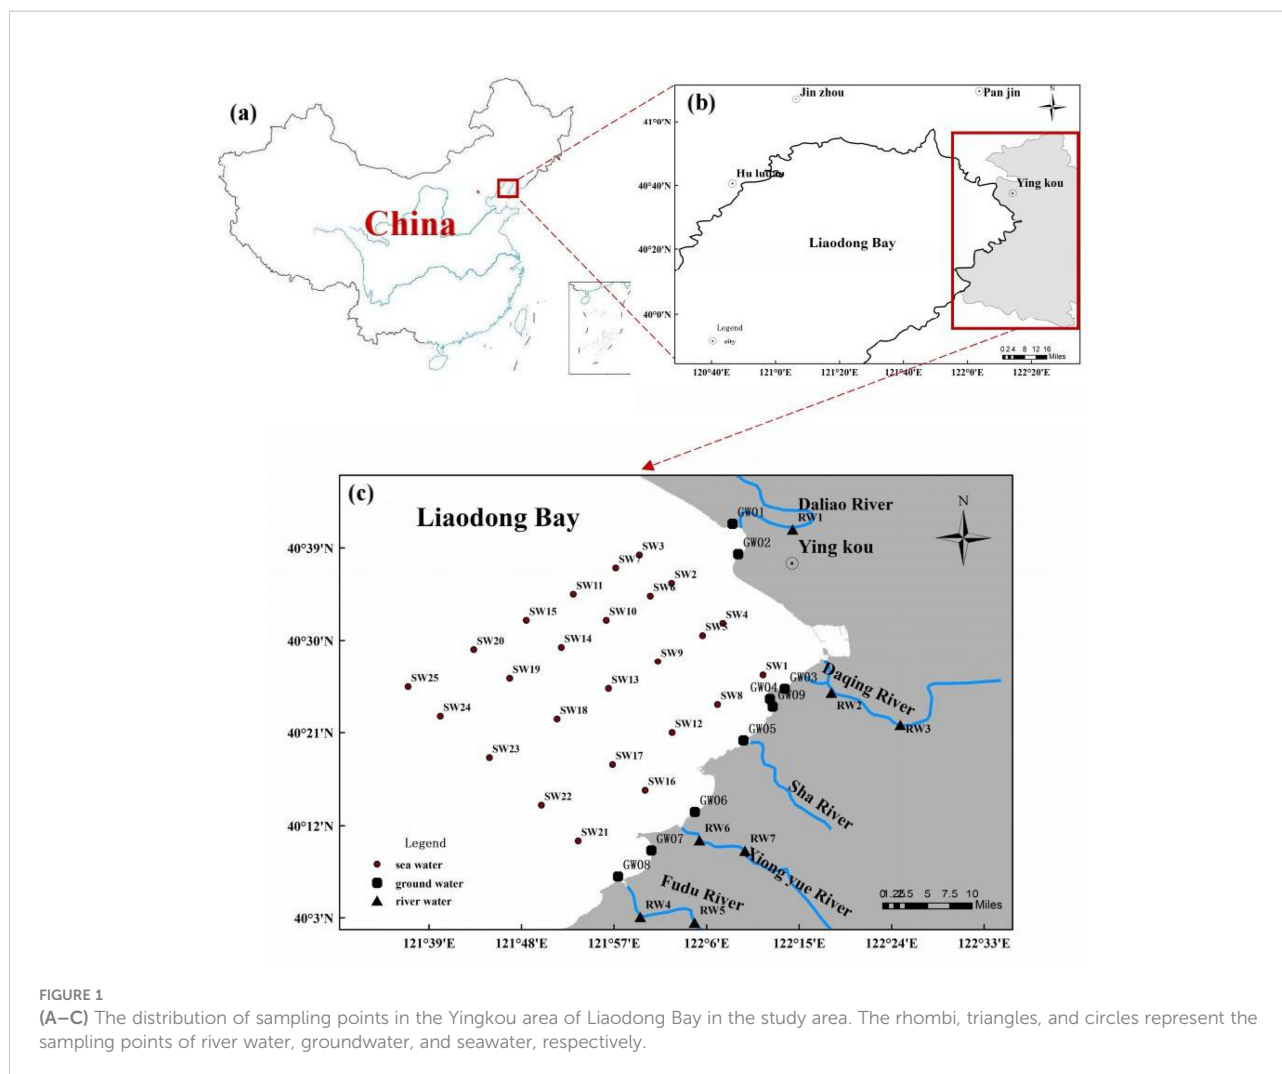 (a)
China
(b)
Jin zhou
Pan jin
N
41°0′N
Hu ludao
40°40′N
Ying kou
Liaodong Bay
40°20′N
40°0′N
Legend
city
0 2 4 8 12 16
Miles
120°40′E 121°0′E 121°20′E 121°40′E 122°0′E 122°20′E
(c)
Liaodong Bay
GW01
Daliao River
RW1
N
GW02
Ying kou
40°39′N
SW3
SW7
SW2
SW6
SW11
SW15
SW10
SW4
SW5
40°30′N
SW20
SW14
SW9
SW1
GW03
Daqing River
SW25
SW19
SW13
GW04
GW09
RW2
SW24
SW18
SW8
RW3
40°21′N
SW12
GW05
SW23
SW17
Sha River
SW22
SW16
GW06
40°12′N
SW21
RW6
RW7
Xiong yue River
Legend
GW07
sea water
GW08
Fudu River
ground water
river water
RW4
RW5
40°3′N
5 7.5 10
Miles
121°39′E 121°48′E 121°57′E 122°6′E 122°15′E 122°24′E 122°33′E
FIGURE 1
(A–C) The distribution of sampling points in the Yingkou area of Liaodong Bay in the study area. The rhombi, triangles, and circles represent the
sampling points of river water, groundwater, and seawater, respectively.